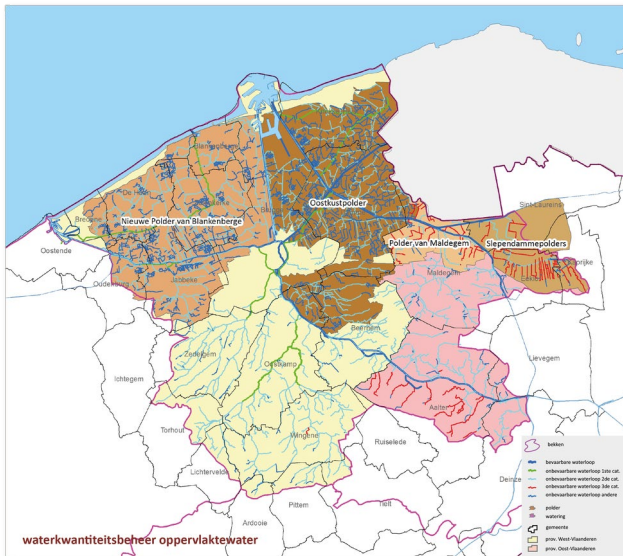 Blankenberge
De Haan
Bredene
Oostende
Nieuwe Polder van Blankenberge
Oostkustpolder
Sint-Laureins
Polder van Maldegem
Slependammepolders
Oudenburg
Jabbeke
Maldegem
Eeklo
Beernem
Zedelgem
Oostkamp
Lievegem
Ichtegem
Aalter
Torhout
Wingene
Ruiselede
Lichtervelde
Tielt
Deinze
Pittem
Ardooie
bekken
bevaarbare waterloop
onbevaarbare waterloop 1ste cat.
onbevaarbare waterloop 2de cat.
onbevaarbare waterloop 3de cat.
onbevaarbare waterloop andere
polder
watering
gemeente
prov. West-Vlaanderen
prov. Oost-Vlaanderen
waterkwantiteitsbeheer oppervlaktewater